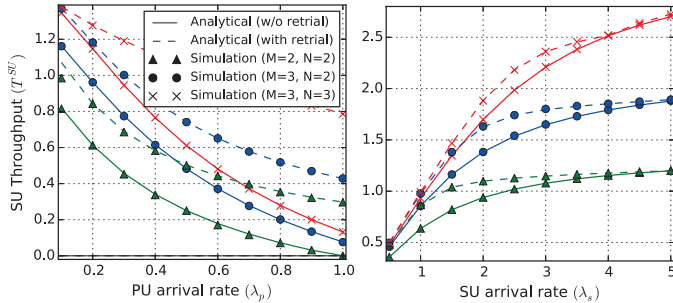 SU Throughput (T^SU)
1.2
1.0
0.8
0.6
0.4
0.2
0.0
0.2 0.4 0.6 0.8 1.0
PU arrival rate (λ_p)
Analytical (w/o retrial)
Analytical (with retrial)
Simulation (M=2, N=2)
Simulation (M=3, N=2)
Simulation (M=3, N=3)
2.5
2.0
1.5
1.0
0.5
1 2 3 4 5
SU arrival rate (λ_s)